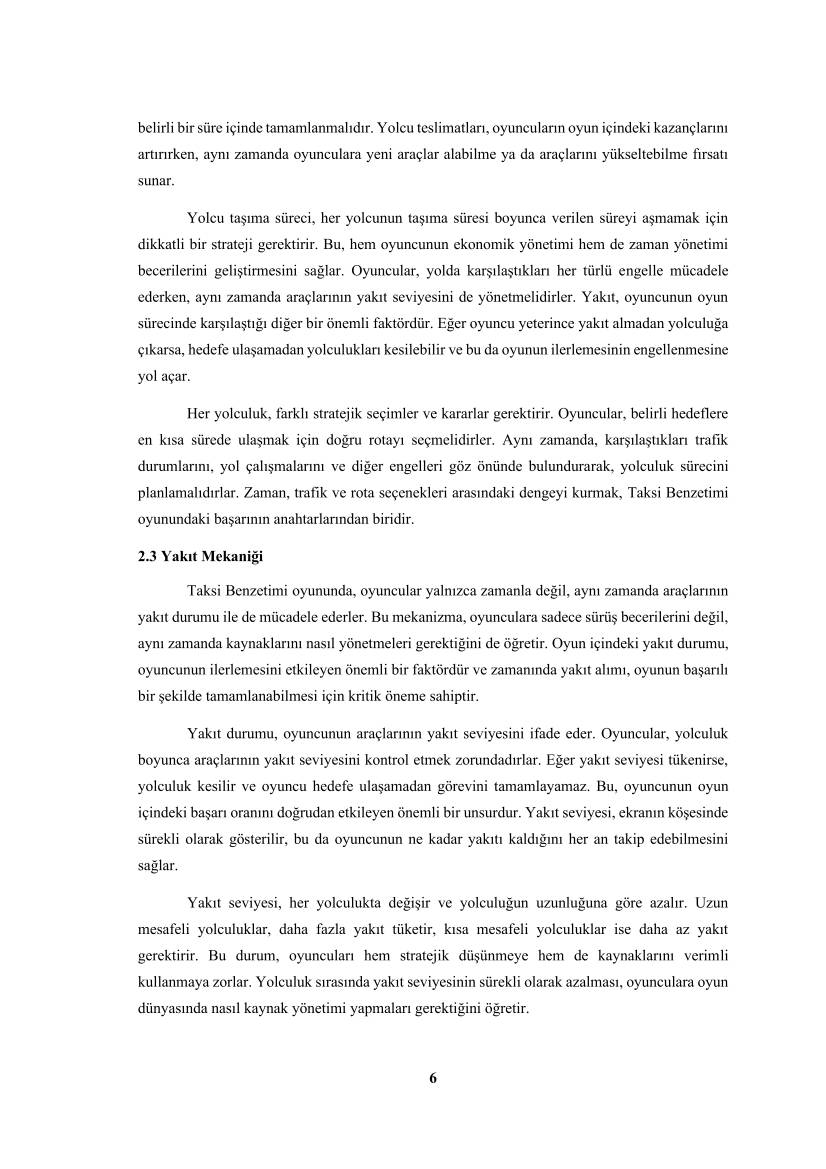 belirli bir süre içinde tamamlanmalıdır. Yolcu teslimatları, oyuncuların oyun içindeki kazançlarını
artırırken, aynı zamanda oyunculara yeni araçlar alabilme ya da araçlarını yükseltebilme fırsatı
sunar.
Yolcu taşıma süreci, her yolcunun taşıma süresi boyunca verilen süreyi aşmamak için
dikkatli bir strateji gerektirir. Bu, hem oyuncunun ekonomik yönetimi hem de zaman yönetimi
becerilerini geliştirmesini sağlar. Oyuncular, yolda karşılaştıkları her türlü engelle mücadele
ederken, aynı zamanda araçlarının yakıt seviyesini de yönetmelidirler. Yakıt, oyuncunun oyun
sürecinde karşılaştığı diğer bir önemli faktördür. Eğer oyuncu yeterince yakıt almadan yolculuğa
çıkarsa, hedefe ulaşamadan yolculukları kesilebilir ve bu da oyunun ilerlemesinin engellenmesine
yol açar.
Her yolculuk, farklı stratejik seçimler ve kararlar gerektirir. Oyuncular, belirli hedeflere
en kısa sürede ulaşmak için doğru rotayı seçmelidirler. Aynı zamanda, karşılaştıkları trafik
durumlarını, yol çalışmalarını ve diğer engelleri göz önünde bulundurarak, yolculuk sürecini
planlamalıdırlar. Zaman, trafik ve rota seçenekleri arasındaki dengeyi kurmak, Taksi Benzetimi
oyunundaki başarının anahtarlarından biridir.
2.3 Yakıt Mekaniği
Taksi Benzetimi oyununda, oyuncular yalnızca zamanla değil, aynı zamanda araçlarının
yakıt durumu ile de mücadele ederler. Bu mekanizma, oyunculara sadece sürüş becerilerini değil,
aynı zamanda kaynaklarını nasıl yönetmeleri gerektiğini de öğretir. Oyun içindeki yakıt durumu,
oyuncunun ilerlemesini etkileyen önemli bir faktördür ve zamanında yakıt alımı, oyunun başarılı
bir şekilde tamamlanabilmesi için kritik öneme sahiptir.
Yakıt durumu, oyuncunun araçlarının yakıt seviyesini ifade eder. Oyuncular, yolculuk
boyunca araçlarının yakıt seviyesini kontrol etmek zorundadırlar. Eğer yakıt seviyesi tükenirse,
yolculuk kesilir ve oyuncu hedefe ulaşamadan görevini tamamlayamaz. Bu, oyuncunun oyun
içindeki başarı oranını doğrudan etkileyen önemli bir unsurdur. Yakıt seviyesi, ekranın köşesinde
sürekli olarak gösterilir, bu da oyuncunun ne kadar yakıtı kaldığını her an takip edebilmesini
sağlar.
Yakıt seviyesi, her yolculukta değişir ve yolculuğun uzunluğuna göre azalır. Uzun
mesafeli yolculuklar, daha fazla yakıt tüketir, kısa mesafeli yolculuklar ise daha az yakıt
gerektirir. Bu durum, oyuncuları hem stratejik düşünmeye hem de kaynaklarını verimli
kullanmaya zorlar. Yolculuk sırasında yakıt seviyesinin sürekli olarak azalması, oyunculara oyun
dünyasında nasıl kaynak yönetimi yapmaları gerektiğini öğretir.
6